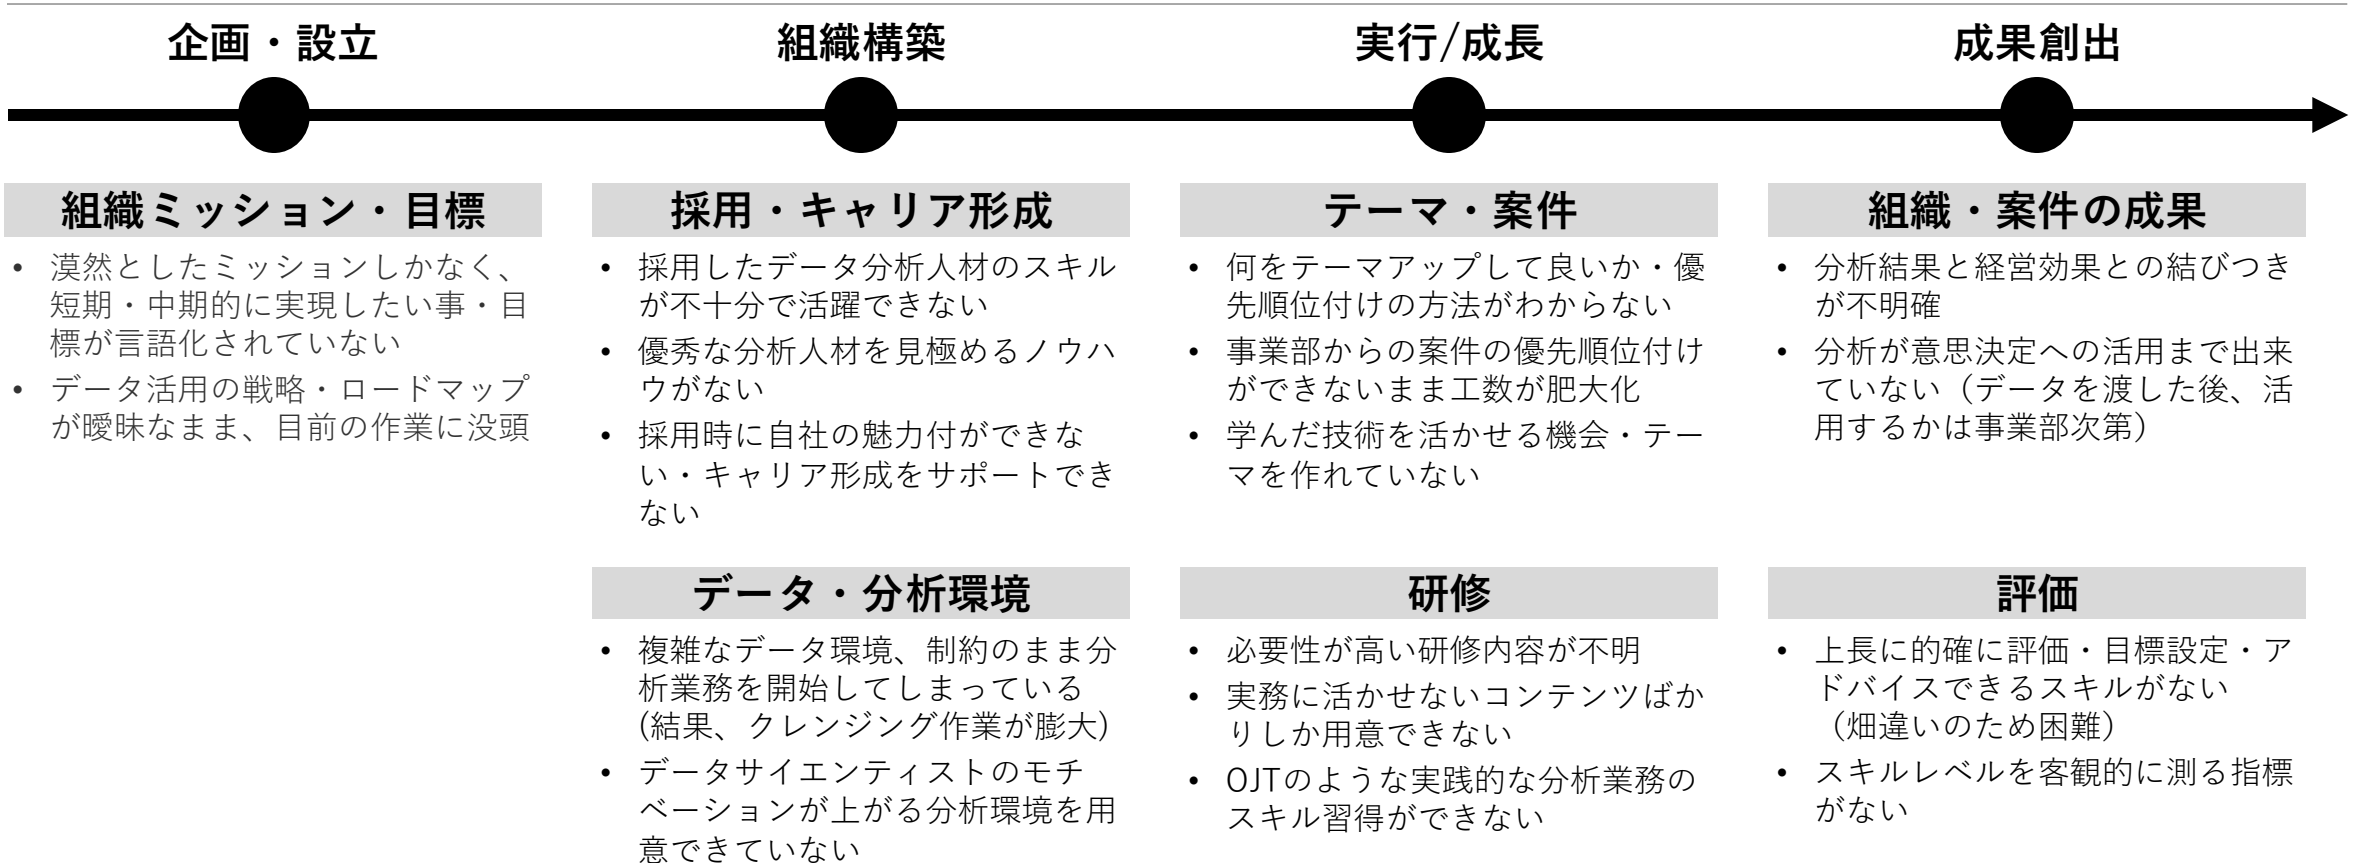 企画・設立
組織構築
実行/成長
成果創出
組織ミッション・目標
• 漠然としたミッションしかなく、
短期・中期的に実現したい事・目
標が言語化されていない
• データ活用の戦略・ロードマップ
が曖昧なまま、目前の作業に没頭
採用・キャリア形成
• 採用したデータ分析人材のスキル
が不十分で活躍できない
• 優秀な分析人材を見極めるノウハ
ウがない
• 採用時に自社の魅力付ができな
い・キャリア形成をサポートでき
ない
データ・分析環境
• 複雑なデータ環境、制約のまま分
析業務を開始してしまっている
(結果、クレンジング作業が膨大)
• データサイエンティストのモチ
ベーションが上がる分析環境を用
意できていない
テーマ・案件
• 何をテーマアップして良いか・優
先順位付けの方法がわからない
• 事業部からの案件の優先順位付け
ができないまま工数が肥大化
• 学んだ技術を活かせる機会・テー
マを作れていない
研修
• 必要性が高い研修内容が不明
• 実務に活かせないコンテンツばか
りしか用意できない
• OJTのような実践的な分析業務の
スキル習得ができない
組織・案件の成果
• 分析結果と経営効果との結びつき
が不明確
• 分析が意思決定への活用まで出来
ていない（データを渡した後、活
用するかは事業部次第）
評価
• 上長に的確に評価・目標設定・ア
ドバイスできるスキルがない
（畑違いのため困難）
• スキルレベルを客観的に測る指標
がない